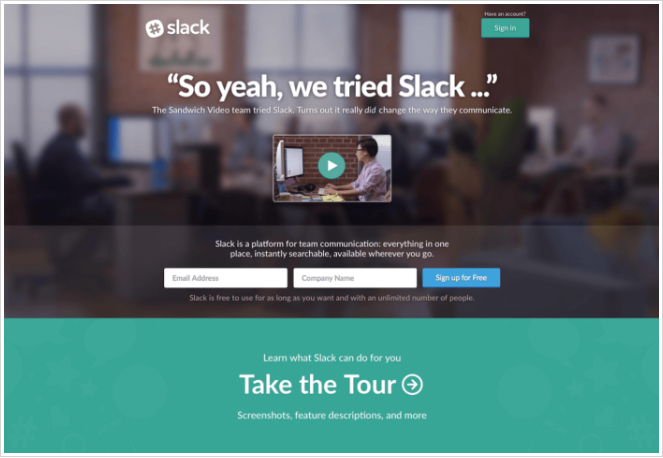 slack
Have an account?
Sign in
“So yeah, we tried Slack ...”
The Sandwich Video team tried Slack. Turns out it really did change the way they communicate.
Slack is a platform for team communication: everything in one
place, instantly searchable, available wherever you go.
Email Address
Company Name
Sign up for Free
Slack is free to use for as long as you want and with an unlimited number of people.
Learn what Slack can do for you
Take the Tour
Screenshots, feature descriptions, and more